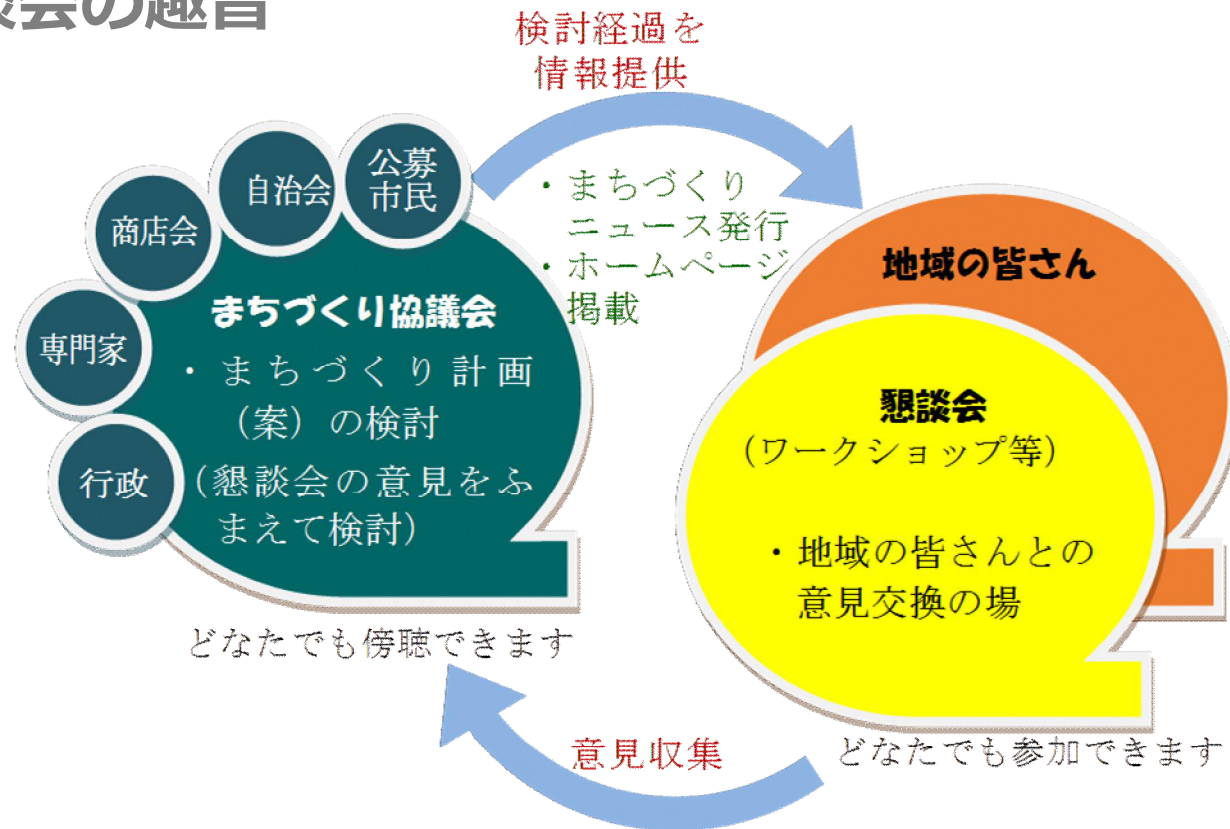 談会の趣旨
検討経過を
情報提供
公募
市民
自治会
商店会
専門家
行政
まちづくり協議会
・まちづくり計画
（案）の検討
（懇談会の意見をふ
まえて検討）
どなたでも傍聴できます
・まちづくり
ニュース発行
・ホームページ
掲載
地域の皆さん
懇談会
（ワークショップ等）
・地域の皆さんとの
意見交換の場
どなたでも参加できます
意見収集